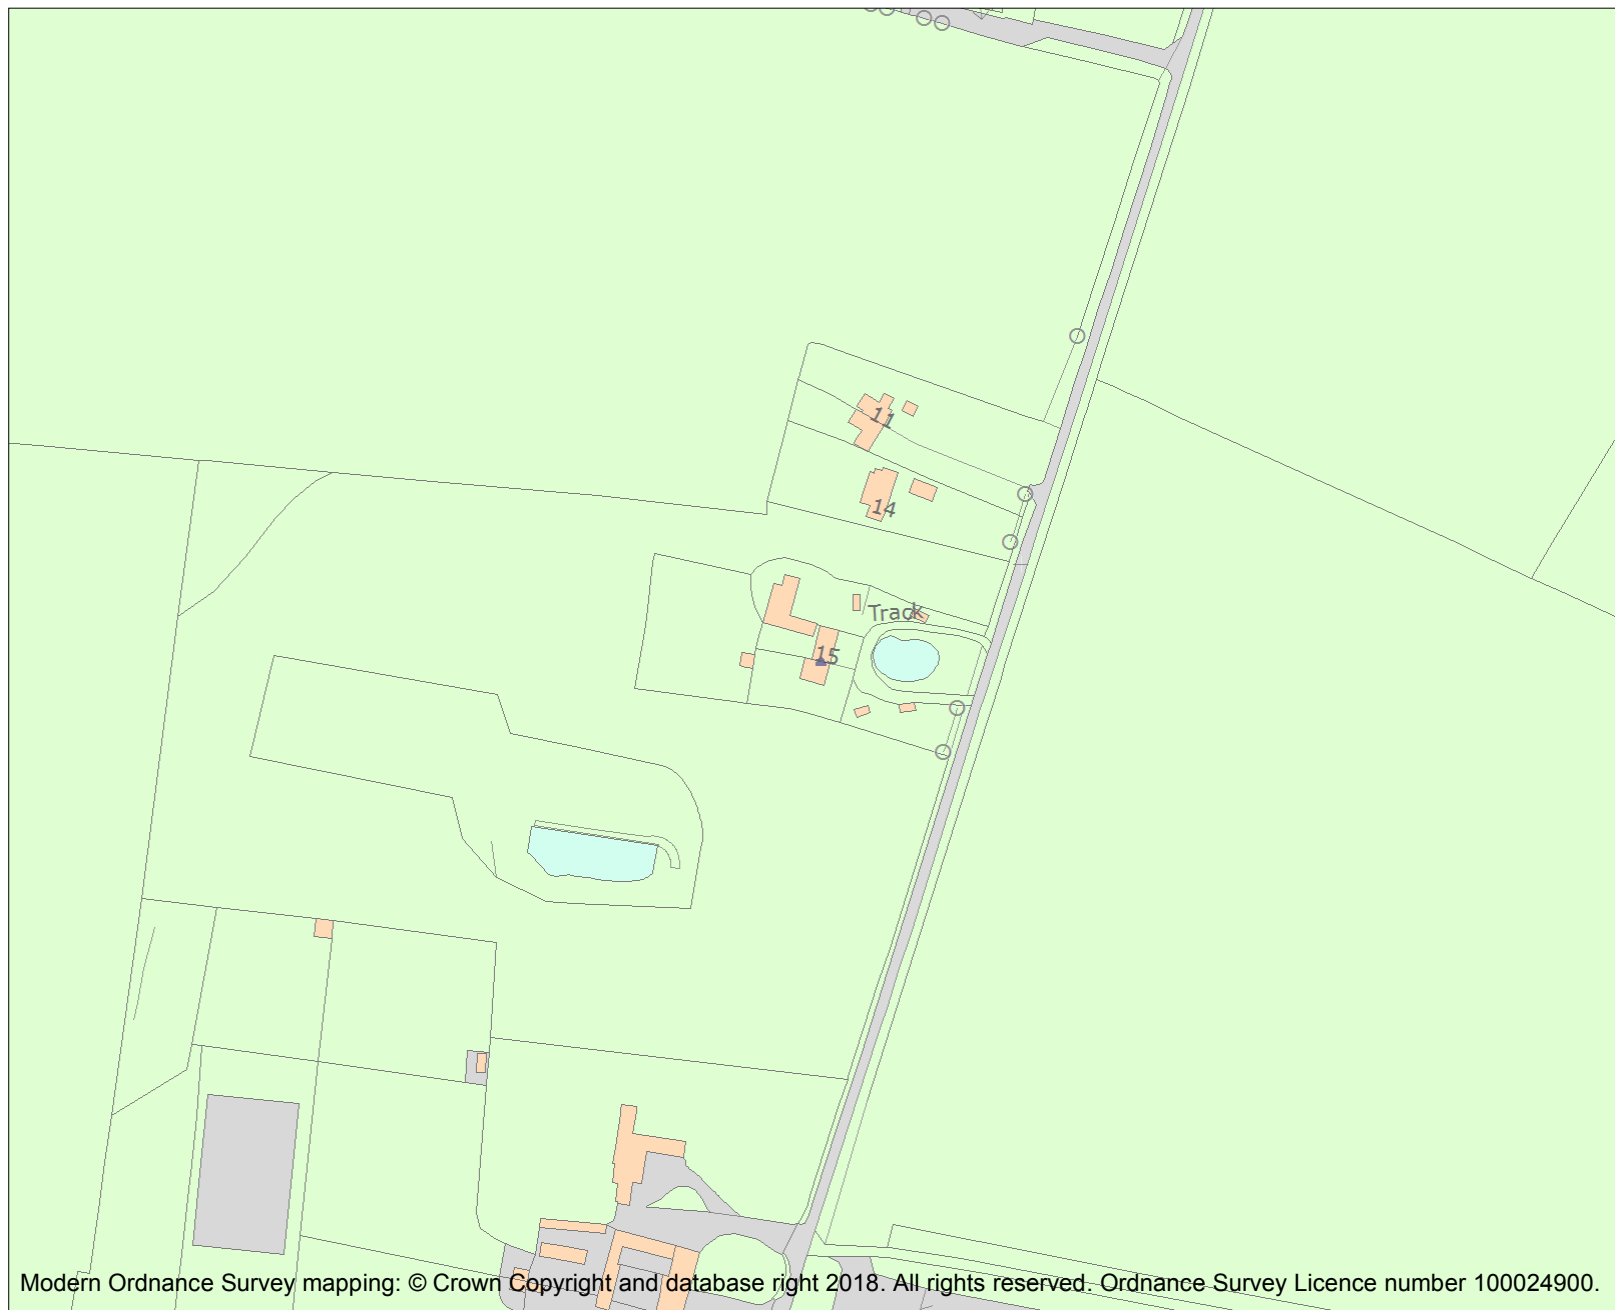 11
14
Track
15
Modern Ordnance Survey mapping: © Crown Copyright and database right 2018. All rights reserved. Ordnance Survey Licence number 100024900.